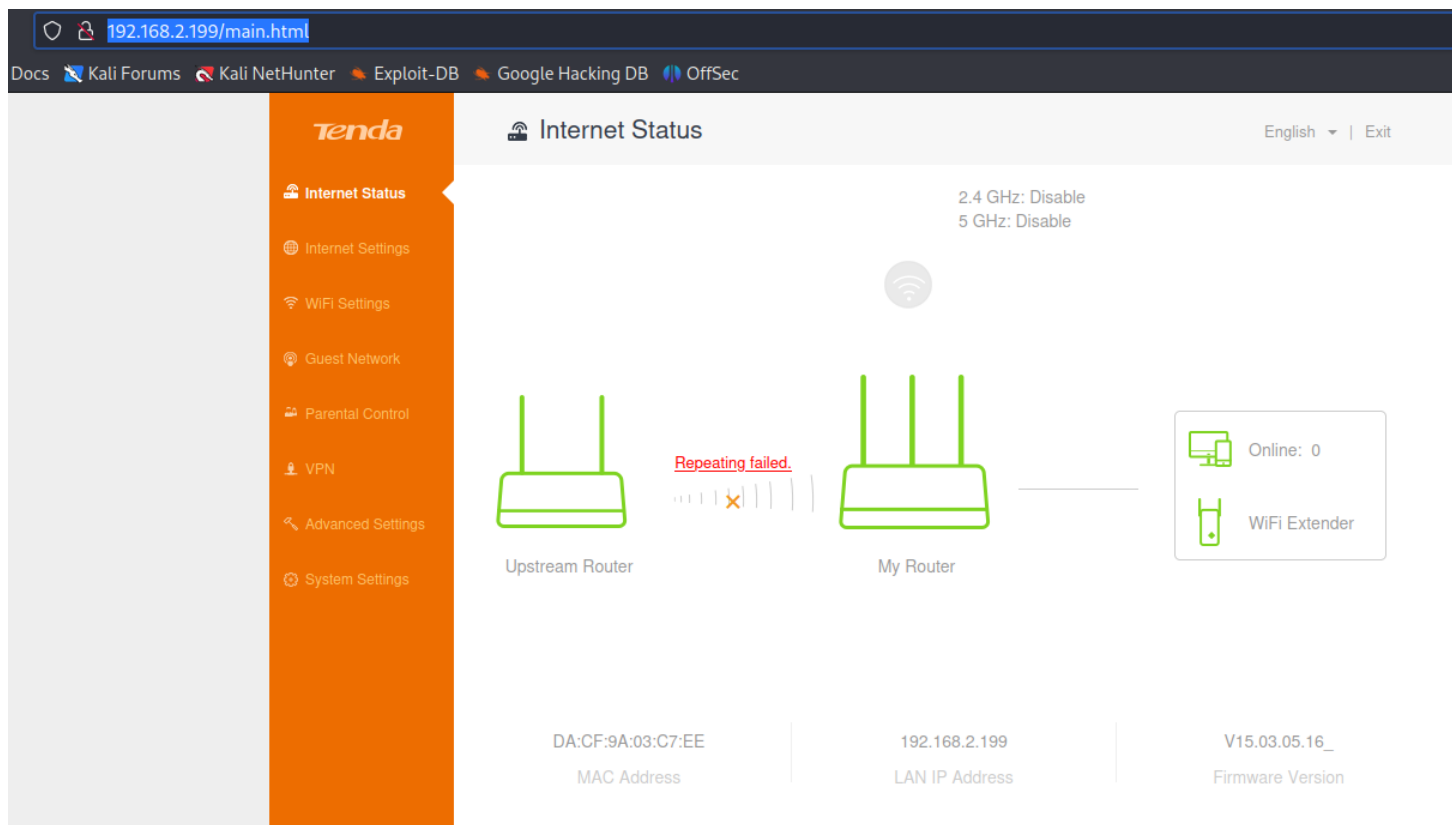 192.168.2.199/main.html
Docs Kali Forums Kali NetHunter Exploit-DB Google Hacking DB OffSec
Tenda
Internet Status
English | Exit
Internet Status
Internet Settings
WiFi Settings
Guest Network
Parental Control
VPN
Advanced Settings
System Settings
2.4 GHz: Disable
5 GHz: Disable
Repeating failed.
Online: 0
WiFi Extender
Upstream Router
My Router
DA:CF:9A:03:C7:EE
MAC Address
192.168.2.199
LAN IP Address
V15.03.05.16_
Firmware Version